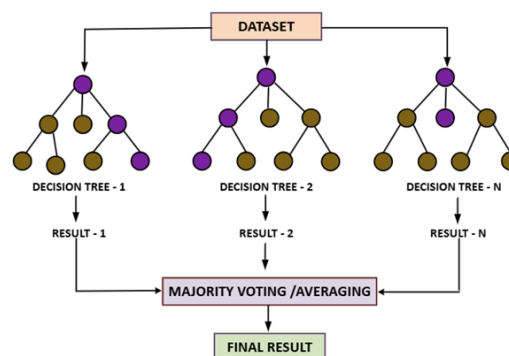 DATASET
DECISION TREE - 1
DECISION TREE - 2
DECISION TREE - N
RESULT - 1
RESULT - 2
RESULT - N
MAJORITY VOTING /AVERAGING
FINAL RESULT